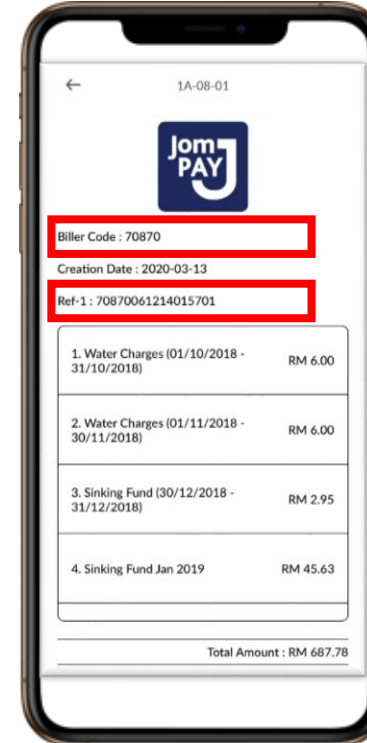 1A-08-01
Jom
PAY
Biller Code : 70870
Creation Date : 2020-03-13
Ref-1 : 70870061214015701
1. Water Charges (01/10/2018 - RM 6.00
31/10/2018)
2. Water Charges (01/11/2018 - RM 6.00
30/11/2018)
3. Sinking Fund (30/12/2018 - RM 2.95
31/12/2018)
4. Sinking Fund Jan 2019 RM 45.63
Total Amount : RM 687.78